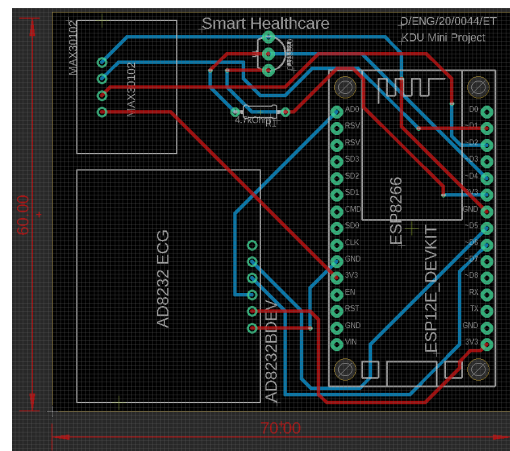 Smart Healthcare
D/ENG/20/0044/ET
KDU Mini Project
MAX30102
MAX30102
4.7kOhm
R1
ESP8266
ESP12E_DEVKIT
AD0
RSV
RSV
SD3
SD2
SD1
CMD
SD0
CLK
GND
3V3
EN
RST
GND
VIN
D0
~D1
~D2
~D3
~D4
3V3
GND
~D5
~D6
~D7
~D8
RX
TX
GND
3V3
AD8232 ECG
AD8232BDEV
60.00
70.00